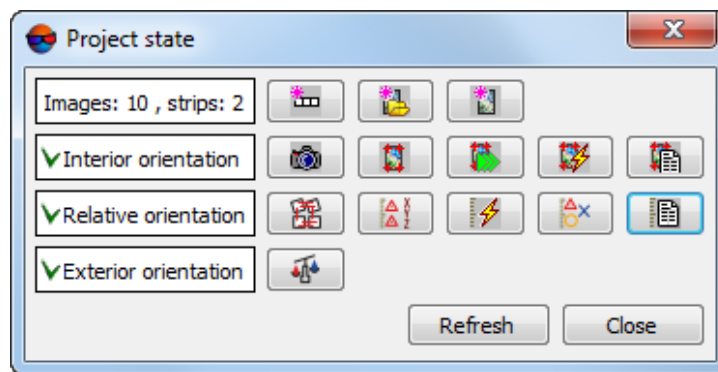 Project state
Images: 10 , strips: 2
Interior orientation
Relative orientation
Exterior orientation
Refresh Close